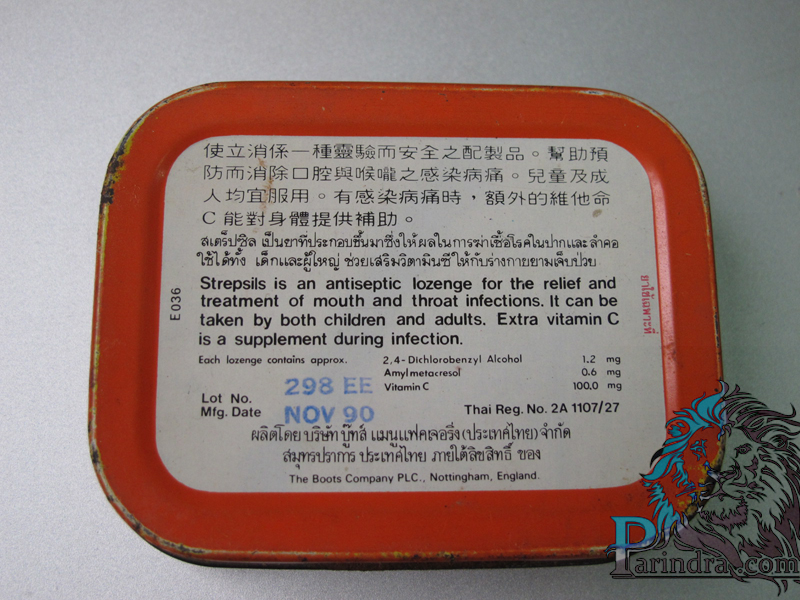 使立消係一種靈驗而安全之配製品。幫助預
防而消除口腔與喉嚨之感染病痛。兒童及成
人均宜服用。有感染病痛時，額外的維他命
C 能對身體提供補助。
สเตร็ปซิล เป็นยาที่ประกอบขึ้นมาซึ่งให้ผลในการฆ่าเชื้อโรคในปากและลำคอ
ใช้ได้ทั้ง เด็กและผู้ใหญ่ ช่วยเสริมวิตามินซีให้กับร่างกายยามเจ็บป่วย
Strepsils is an antiseptic lozenge for the relief and
treatment of mouth and throat infections. It can be
taken by both children and adults. Extra vitamin C
is a supplement during infection.
Each lozenge contains approx. 2,4-Dichlorobenzyl Alcohol 1.2 mg
Amylmetacresol 0.6 mg
Vitamin C 100.0 mg
Lot No. 298 EE
Mfg. Date NOV 90
Thai Reg. No. 2A 1107/27
ผลิตโดย บริษัท บู๊ทส์ แมนูแฟคเจอริ่ง (ประเทศไทย) จำกัด
สมุทรปราการ ประเทศไทย ภายใต้ลิขสิทธิ์ ของ
The Boots Company PLC., Nottingham, England.
E036
ยาใช้เฉพาะที่
Parindra.com